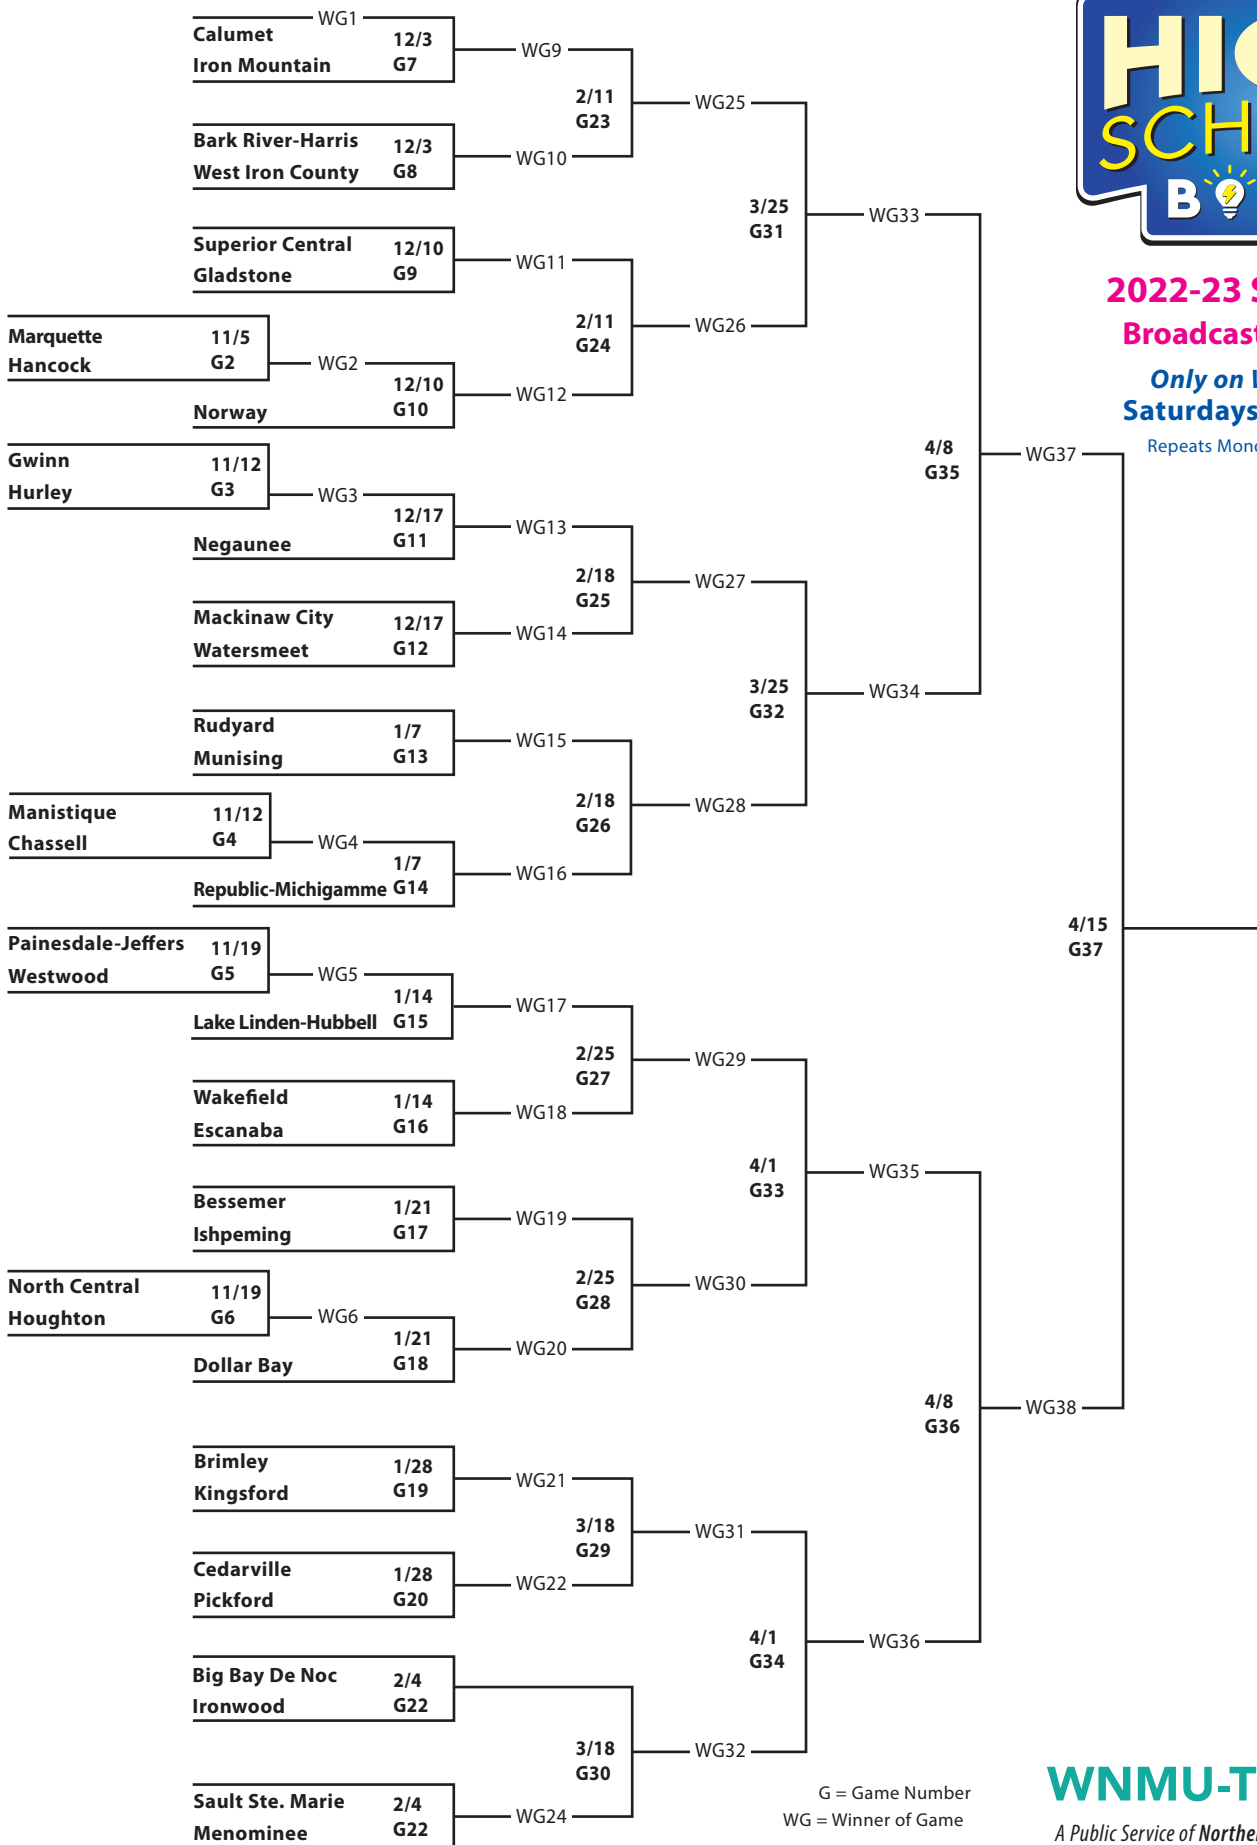 WG1
Calumet 12/3
Iron Mountain G7
WG9
2/11
G23
WG25
Bark River-Harris 12/3
West Iron County G8
WG10
3/25
G31
WG33
Superior Central 12/10
Gladstone G9
WG11
2/11
G24
WG26
Marquette 11/5
Hancock G2
WG2
12/10
Norway G10
WG12
4/8
G35
WG37
Gwinn 11/12
Hurley G3
WG3
12/17
Negaunee G11
WG13
2/18
G25
WG27
Mackinaw City 12/17
Watersmeet G12
WG14
3/25
G32
WG34
Rudyard 1/7
Munising G13
WG15
2/18
G26
WG28
Manistique 11/12
Chassell G4
WG4
1/7
Republic-Michigamme G14
WG16
4/15
G37
Painesdale-Jeffers 11/19
Westwood G5
WG5
1/14
Lake Linden-Hubbell G15
WG17
2/25
G27
WG29
Wakefield 1/14
Escanaba G16
WG18
4/1
G33
WG35
Bessemer 1/21
Ishpeming G17
WG19
2/25
G28
WG30
North Central 11/19
Houghton G6
WG6
1/21
Dollar Bay G18
WG20
4/8
G36
WG38
Brimley 1/28
Kingsford G19
WG21
3/18
G29
WG31
Cedarville 1/28
Pickford G20
WG22
4/1
G34
WG36
Big Bay De Noc 2/4
Ironwood G22
3/18
G30
WG32
Sault Ste. Marie 2/4
Menominee G22
WG24
G = Game Number
WG = Winner of Game
HI
SCH
B
2022-23
Broadcast
Only on
Saturdays
Repeats
WNMU-T
A Public Service of